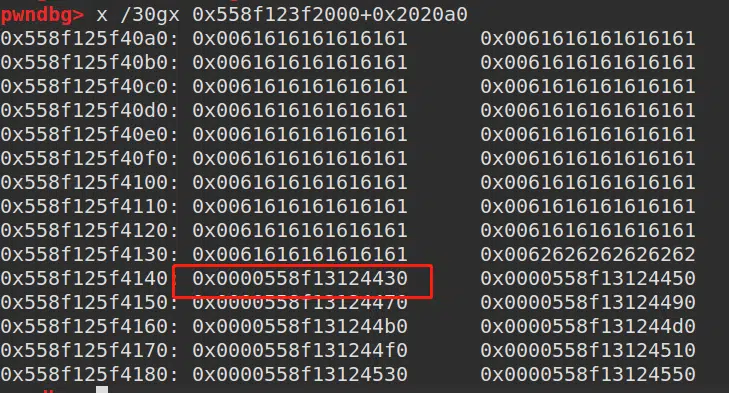 pwndbg> x /30gx 0x558f123f2000+0x2020a0
0x558f125f40a0: 0x0061616161616161 0x0061616161616161
0x558f125f40b0: 0x0061616161616161 0x0061616161616161
0x558f125f40c0: 0x0061616161616161 0x0061616161616161
0x558f125f40d0: 0x0061616161616161 0x0061616161616161
0x558f125f40e0: 0x0061616161616161 0x0061616161616161
0x558f125f40f0: 0x0061616161616161 0x0061616161616161
0x558f125f4100: 0x0061616161616161 0x0061616161616161
0x558f125f4110: 0x0061616161616161 0x0061616161616161
0x558f125f4120: 0x0061616161616161 0x0061616161616161
0x558f125f4130: 0x0061616161616161 0x0062626262626262
0x558f125f4140: 0x0000558f13124430 0x0000558f13124450
0x558f125f4150: 0x0000558f13124470 0x0000558f13124490
0x558f125f4160: 0x0000558f131244b0 0x0000558f131244d0
0x558f125f4170: 0x0000558f131244f0 0x0000558f13124510
0x558f125f4180: 0x0000558f13124530 0x0000558f13124550